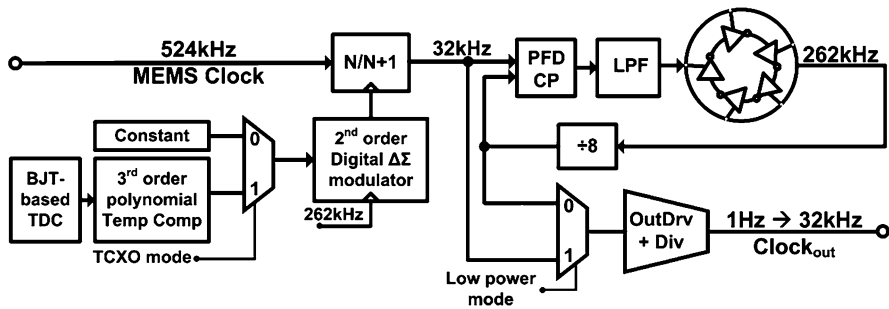 524kHz
MEMS Clock
N/N+1
32kHz
PFD
CP
LPF
262kHz
÷8
Constant
0
1
2nd order
Digital ΔΣ
modulator
BJT-
based
TDC
3rd order
polynomial
Temp Comp
262kHz
TCXO mode
0
1
OutDrv
+ Div
1Hz → 32kHz
Clockout
Low power
mode